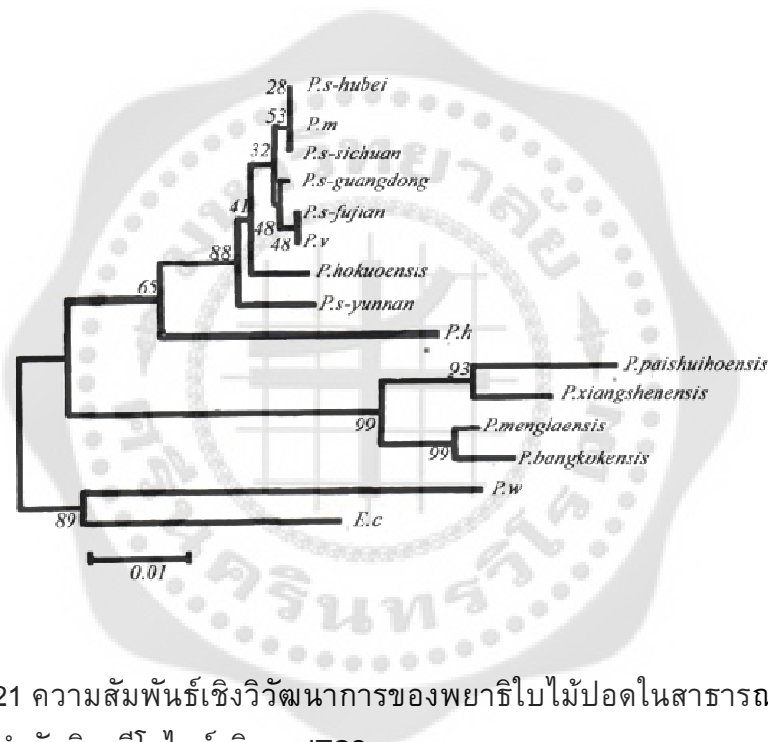 28 P.s-hubei
53 P.m
32 P.s-sichuan
P.s-guangdong
41 P.s-fujian
48
48 P.v
88 P.hokuoensis
65 P.s-yunnan
P.h
93 P.paishuihoensis
P.xiangshenensis
99 P.menglaensis
99 P.bangkokensis
P.w
89 E.c
0.01
21 ความสัมพันธ์เชิงวิวัฒนาการของพยาธิใบไม้ปอดในสาธารณ